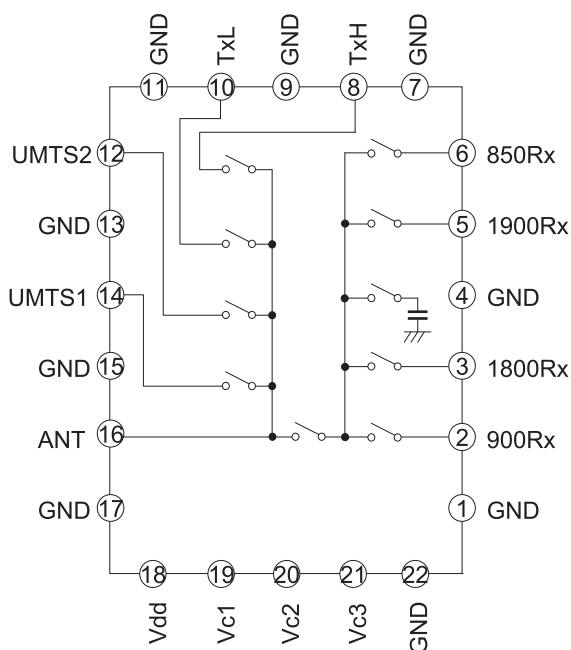 GND TxL GND TxH GND
11 10 9 8 7
UMTS2 12 6 850Rx
GND 13 5 1900Rx
UMTS1 14 4 GND
GND 15 3 1800Rx
ANT 16 2 900Rx
GND 17 1 GND
18 19 20 21 22
Vdd Vc1 Vc2 Vc3 GND